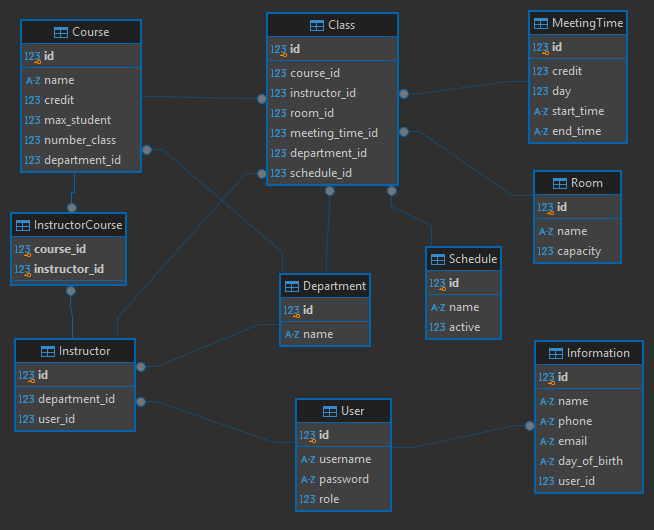 Course
123 id
A-Z name
123 credit
123 max_student
123 number_class
123 department_id
Class
123 id
123 course_id
123 instructor_id
123 room_id
123 meeting_time_id
123 department_id
123 schedule_id
MeetingTime
123 id
123 credit
123 day
A-Z start_time
A-Z end_time
Room
123 id
A-Z name
123 capacity
InstructorCourse
123 course_id
123 instructor_id
Schedule
123 id
A-Z name
123 active
Department
123 id
A-Z name
Instructor
123 id
123 department_id
123 user_id
User
123 id
A-Z username
A-Z password
123 role
Information
123 id
A-Z name
A-Z phone
A-Z email
A-Z day_of_birth
123 user_id